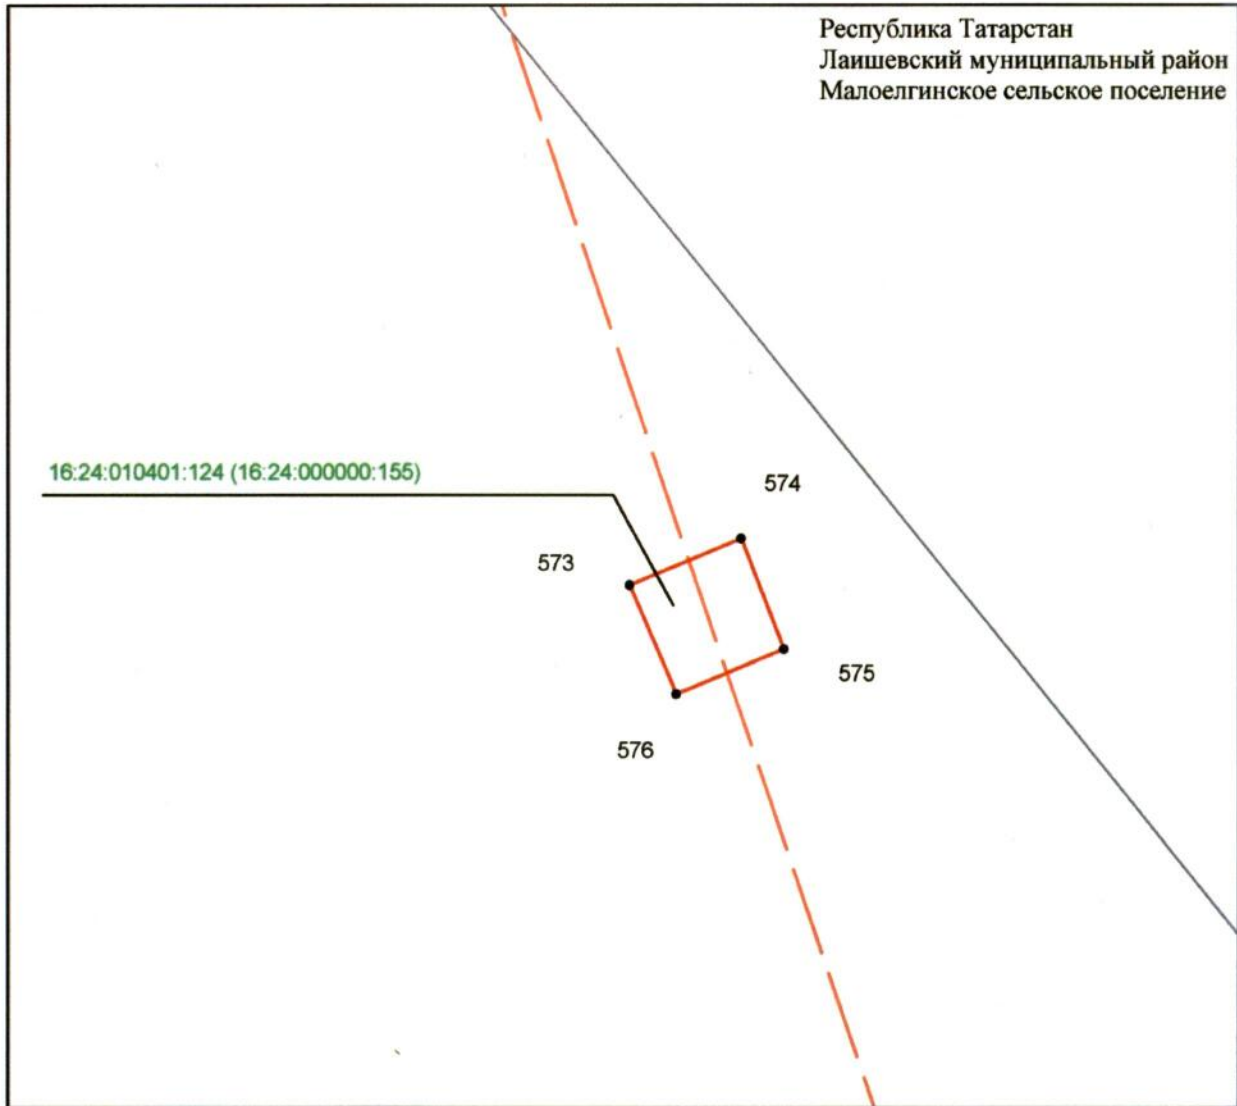 Республика Татарстан
Лаишевский муниципальный район
Малоелгинское сельское поселение
16:24:010401:124 (16:24:000000:155)
574
573
575
576